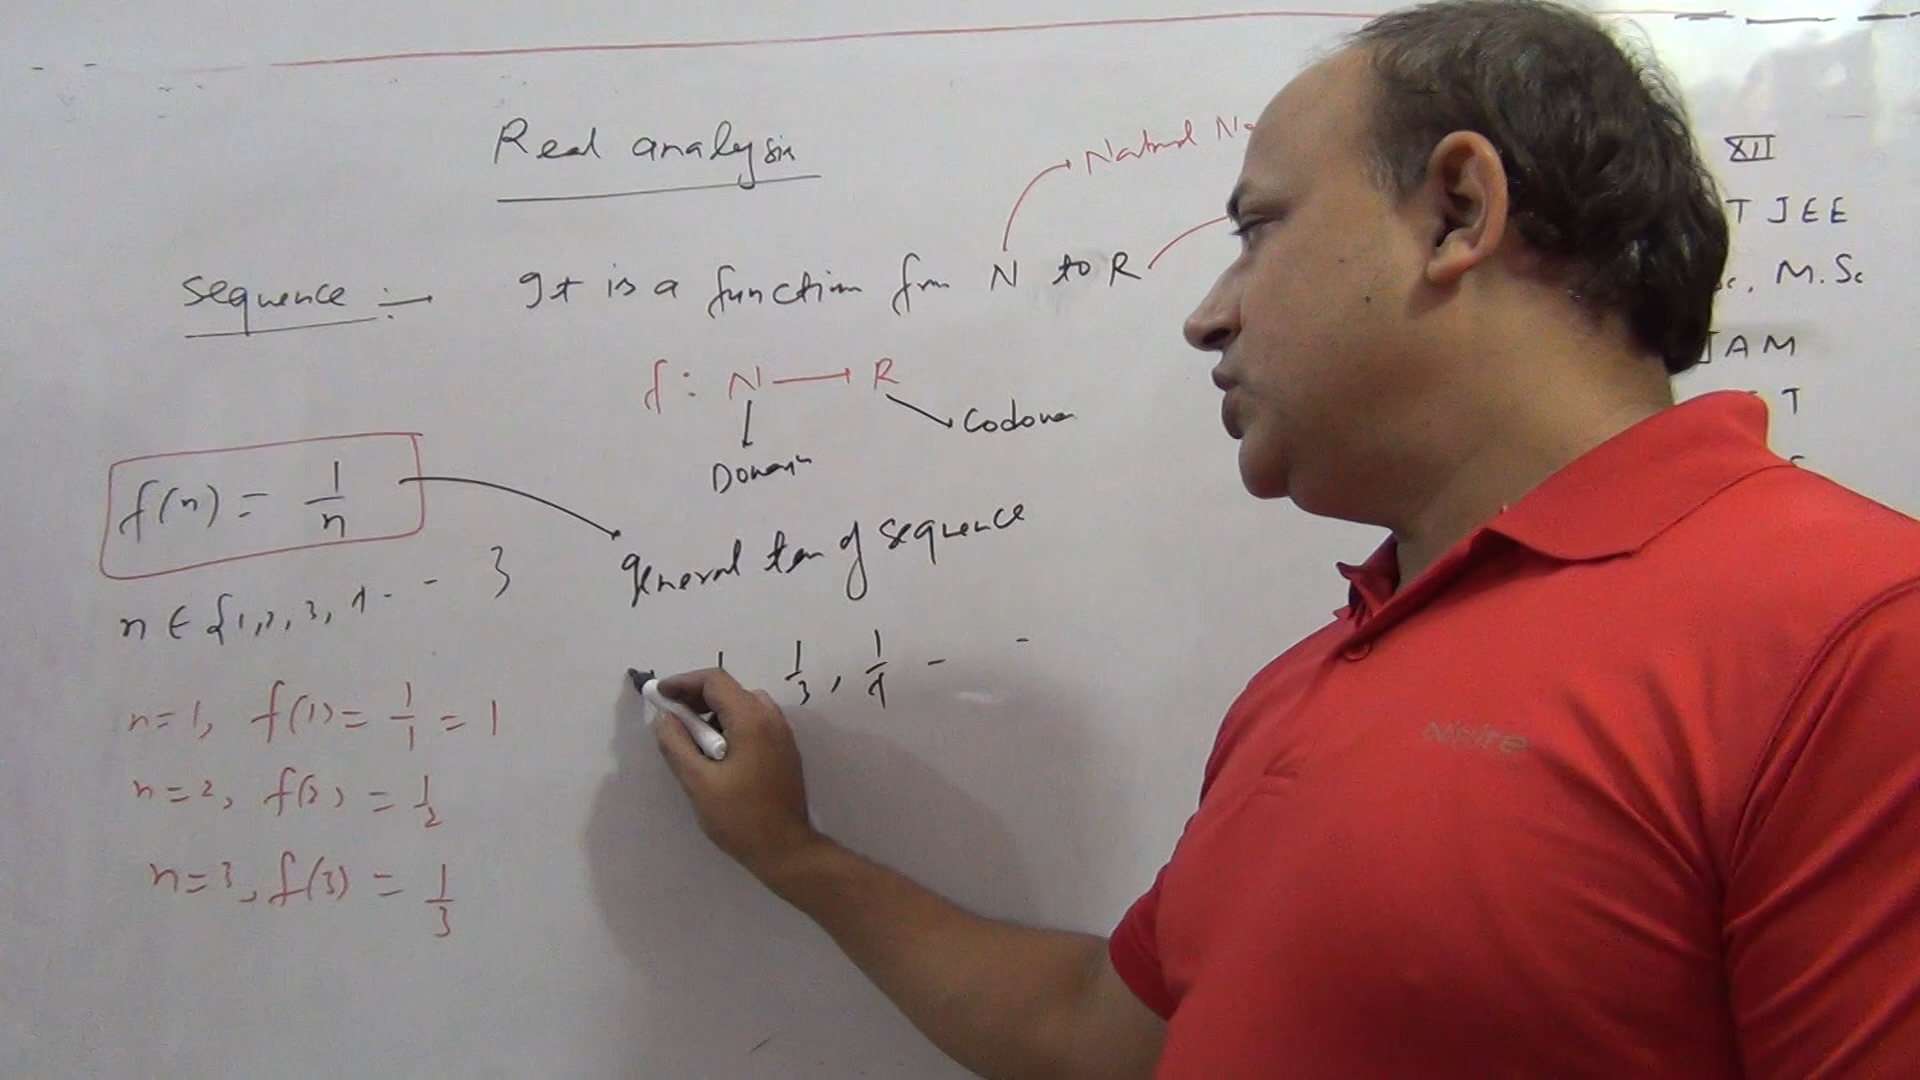 Real analysis
Natural No
sequence :→ It is a function from N to R
f: N → R
Domain
Codomain
f(n) = 1/n
general term of sequence
n ∈ {1, 2, 3, 4 - - }
1/3, 1/4 - -
n=1, f(1) = 1/1 = 1
n=2, f(2) = 1/2
n=3, f(3) = 1/3
XII
T JEE
M.Sc
JAM
T